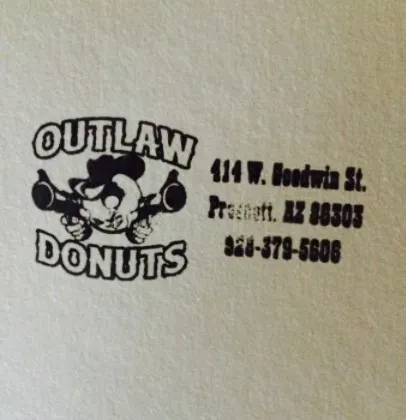 OUTLAW
DONUTS
414 W. Goodwin St.
Prescott. AZ 86303
928-379-5606